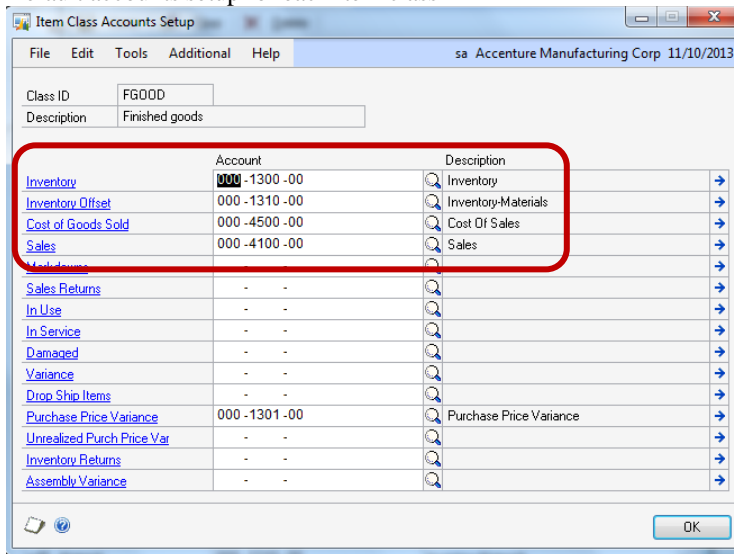 Item Class Accounts Setup
File Edit Tools Additional Help sa Accenture Manufacturing Corp 11/10/2013
Class ID FGOOD
Description Finished goods
Account Description
Inventory 000 -1300 -00 Inventory
Inventory Offset 000 -1310 -00 Inventory-Materials
Cost of Goods Sold 000 -4500 -00 Cost Of Sales
Sales 000 -4100 -00 Sales
Markdowns - -
Sales Returns - -
In Use - -
In Service - -
Damaged - -
Variance - -
Drop Ship Items - -
Purchase Price Variance 000 -1301 -00 Purchase Price Variance
Unrealized Purch Price Var - -
Inventory Returns - -
Assembly Variance - -
OK